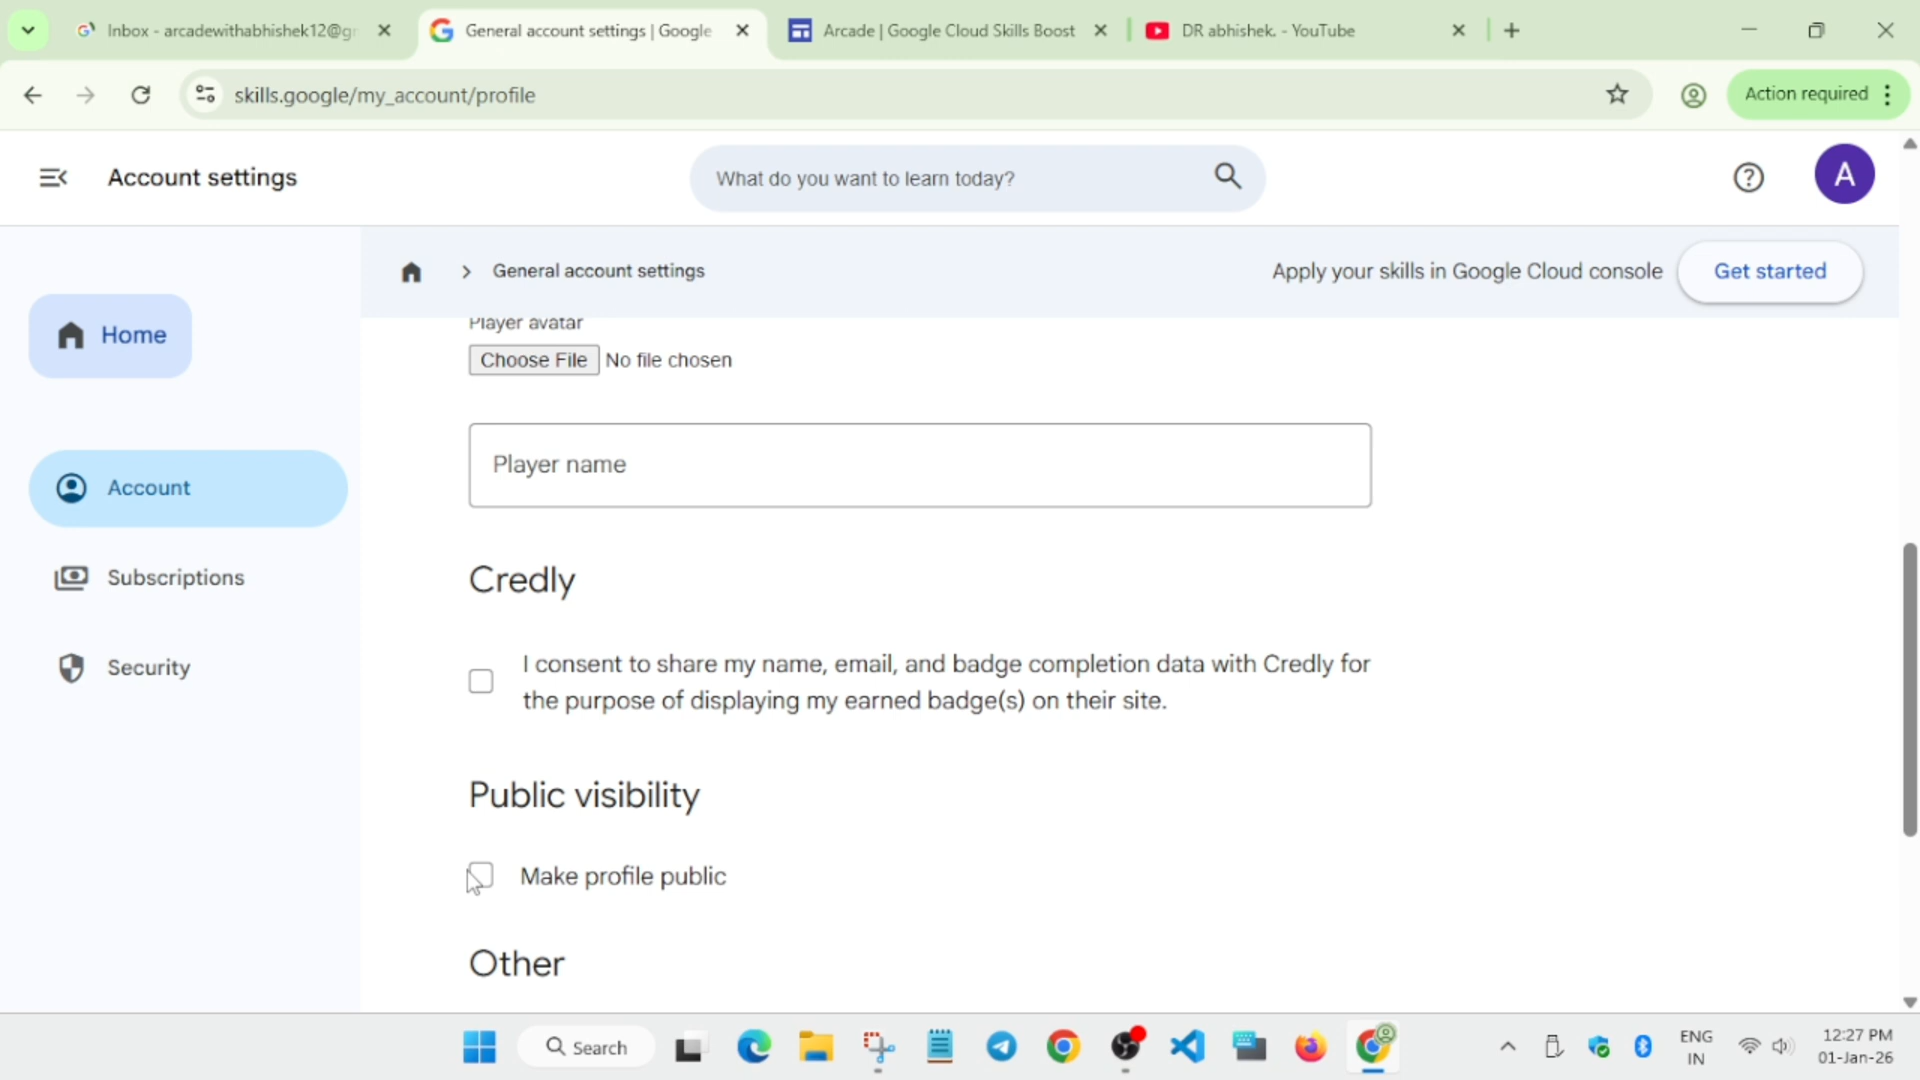 Inbox - arcadewithabhishek12@gr
General account settings | Google
Arcade | Google Cloud Skills Boost
DR abhishek. - YouTube
skills.google/my_account/profile
Action required
Account settings
What do you want to learn today?
A
Home
General account settings
Apply your skills in Google Cloud console
Get started
Player avatar
Choose File No file chosen
Player name
Account
Credly
Subscriptions
I consent to share my name, email, and badge completion data with Credly for
the purpose of displaying my earned badge(s) on their site.
Security
Public visibility
Make profile public
Other
Search
ENG
IN
12:27 PM
01-Jan-26